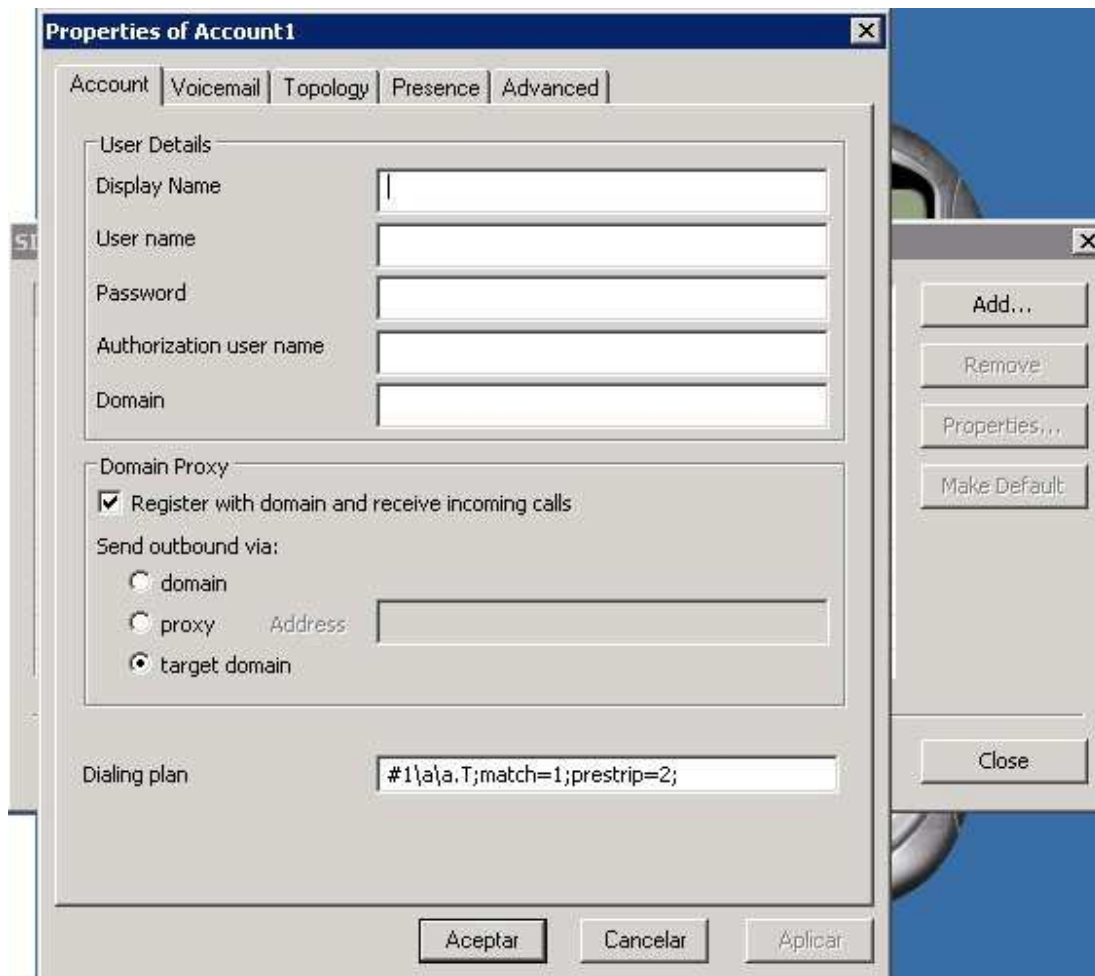 Properties of Account1
Account Voicemail Topology Presence Advanced
User Details
Display Name
User name
Password
Authorization user name
Domain
Domain Proxy
Register with domain and receive incoming calls
Send outbound via:
domain
proxy Address
target domain
Dialing plan #1\a\a.T;match=1;prestrip=2;
Aceptar Cancelar Aplicar
Add...
Remove
Properties...
Make Default
Close